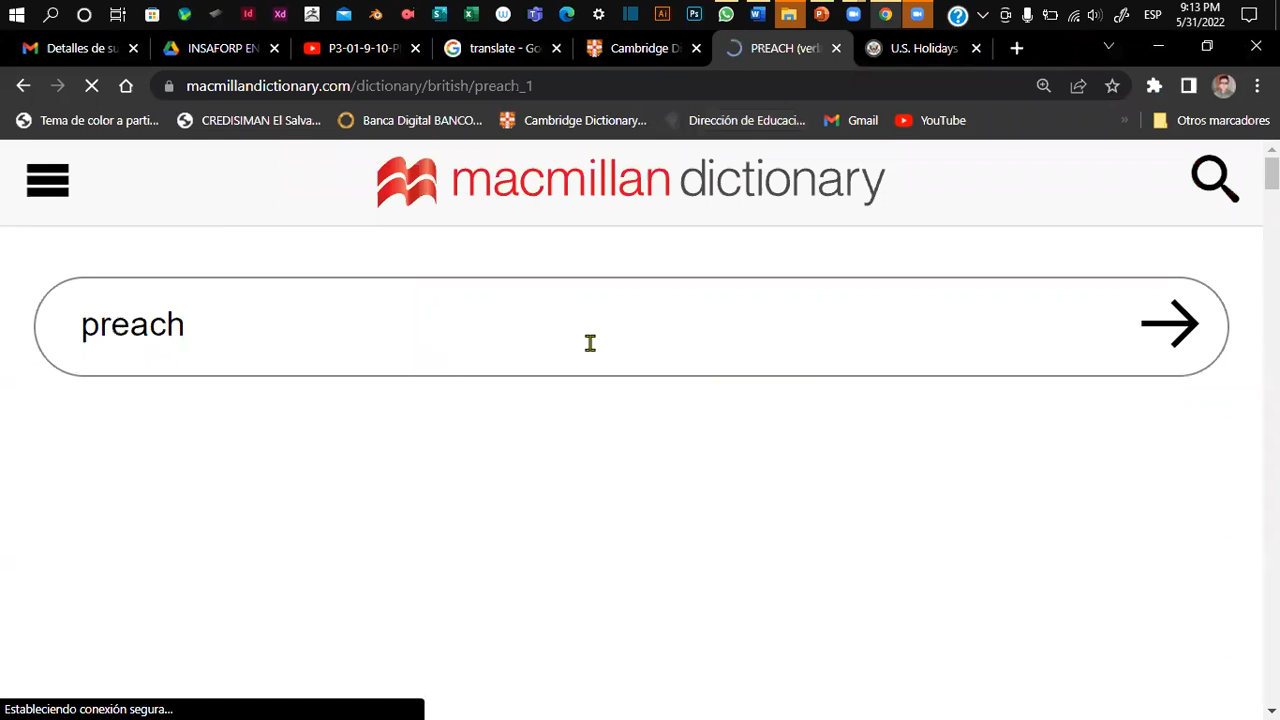 9:13 PM
ESP
5/31/2022
Detalles de su
INSAFORP EN
P3-01-9-10-P
translate - Go
Cambridge D
PREACH (verb
U.S. Holidays
macmillandictionary.com/dictionary/british/preach_1
Tema de color a parti...
CREDISIMAN El Salva...
Banca Digital BANCO...
Cambridge Dictionary...
Dirección de Educaci...
Gmail
YouTube
»
Otros marcadores
macmillan dictionary
preach
Estableciendo conexión segura...